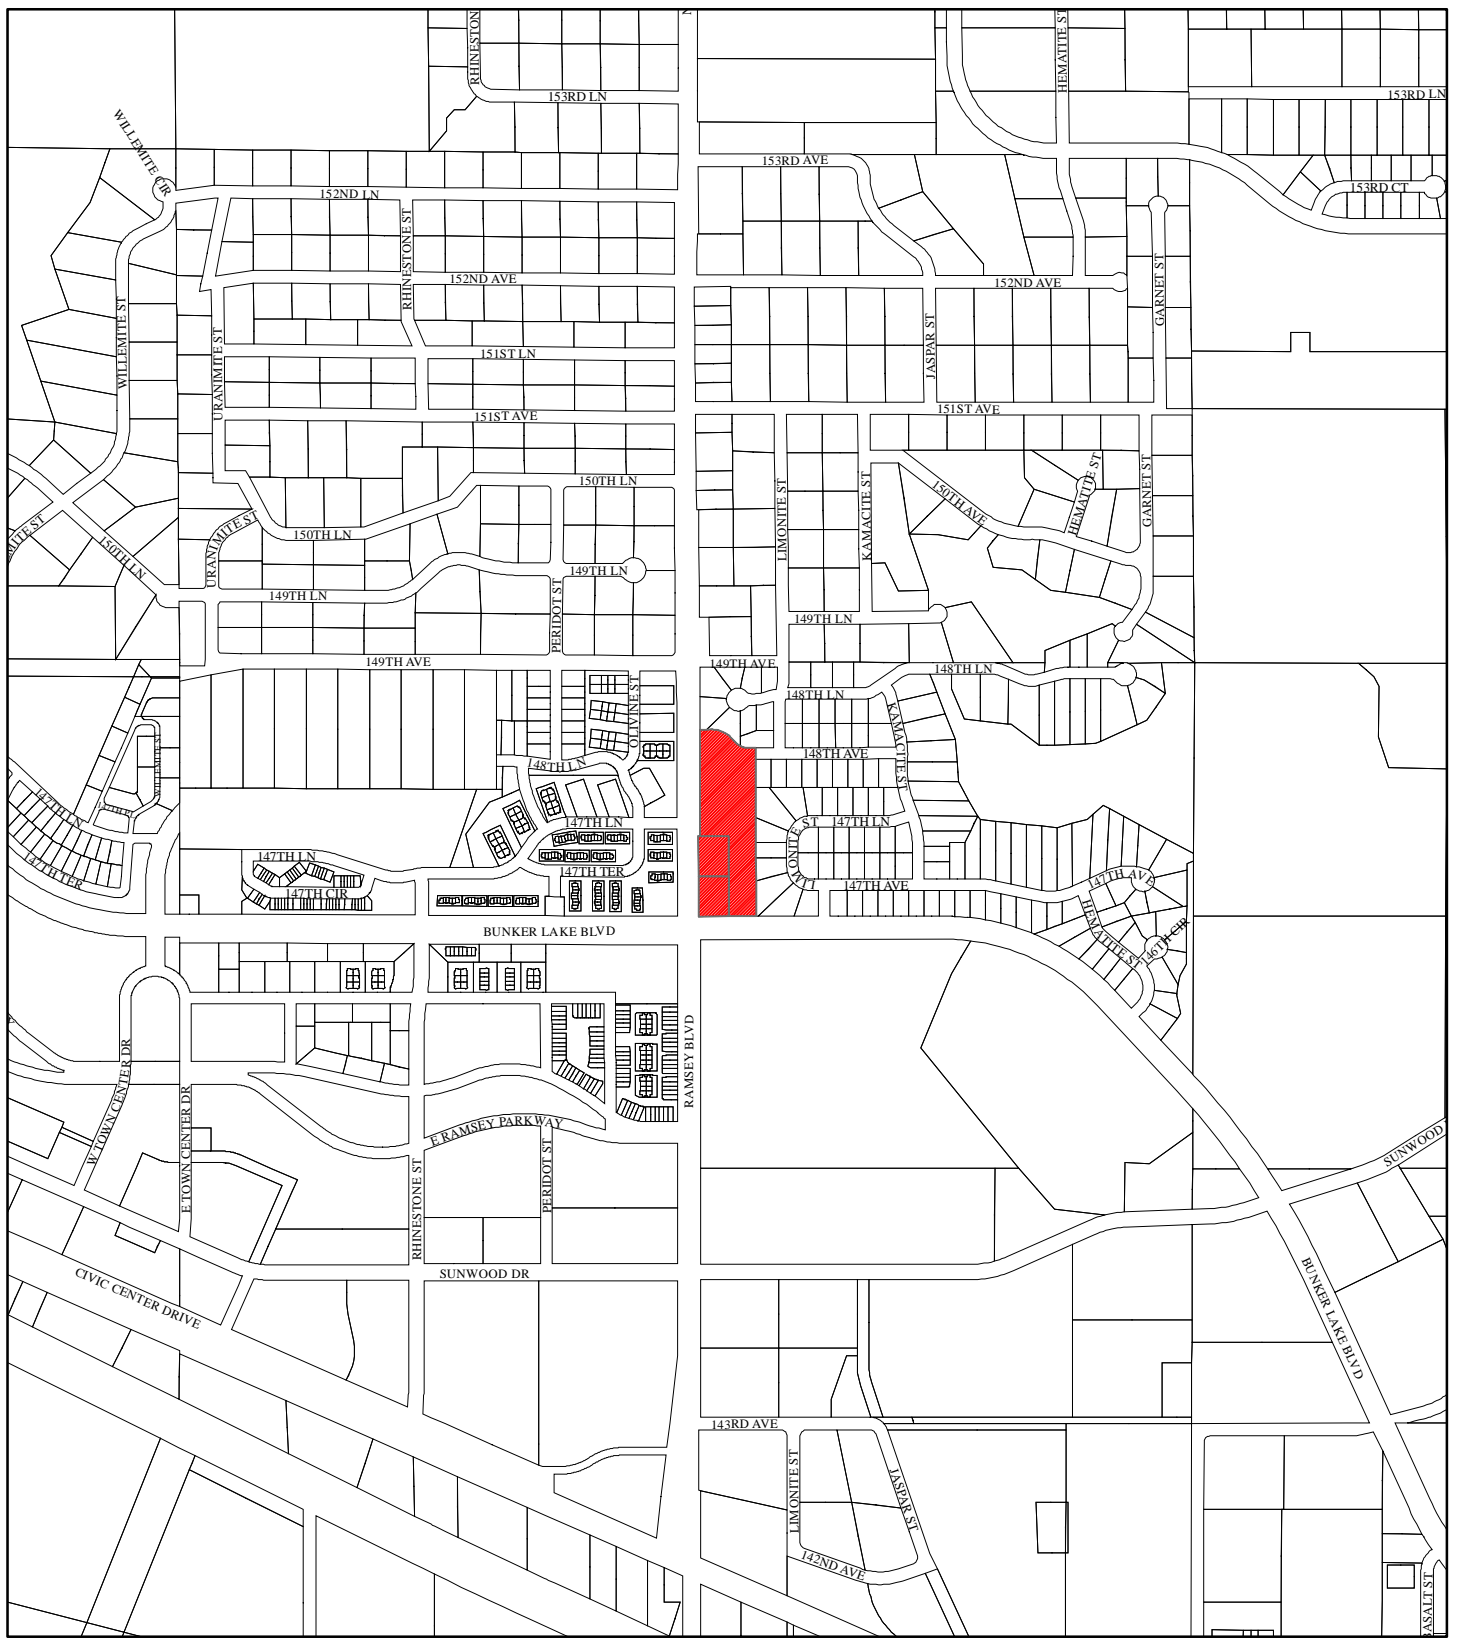 RHINESTON
HEMATITE ST
153RD LN
153RD LN
WILLEMITE CIR
153RD AVE
153RD CT
152ND LN
RHINESTONE ST
152ND AVE
152ND AVE
GARNET ST
WILLEMITE ST
URANIMITE ST
151ST LN
JASPAR ST
151ST AVE
151ST AVE
150TH LN
LIMONITE ST
KAMACITE ST
150TH AVE
HEMATITE ST
GARNET ST
MITE ST
150TH LN
URANIMITE ST
150TH LN
149TH LN
149TH LN
PERIDOT ST
149TH LN
149TH AVE
149TH AVE
148TH LN
148TH LN
OLIVINE ST
KAMACITE ST
WILLEMITE ST
148TH LN
148TH AVE
147TH LN
147TH LN
LIMONITE ST
147TH LN
147TH TER
147TH LN
147TH CIR
147TH TER
147TH AVE
147TH AVE
HEMATITE ST
146TH CIR
BUNKER LAKE BLVD
RAMSEY BLVD
W TOWN CENTER DR
E TOWN CENTER DR
E RAMSEY PARKWAY
RHINESTONE ST
PERIDOT ST
SUNWOOD
SUNWOOD DR
CIVIC CENTER DRIVE
BUNKER LAKE BLVD
143RD AVE
LIMONITE ST
JASPAR ST
142ND AVE
BASALT ST